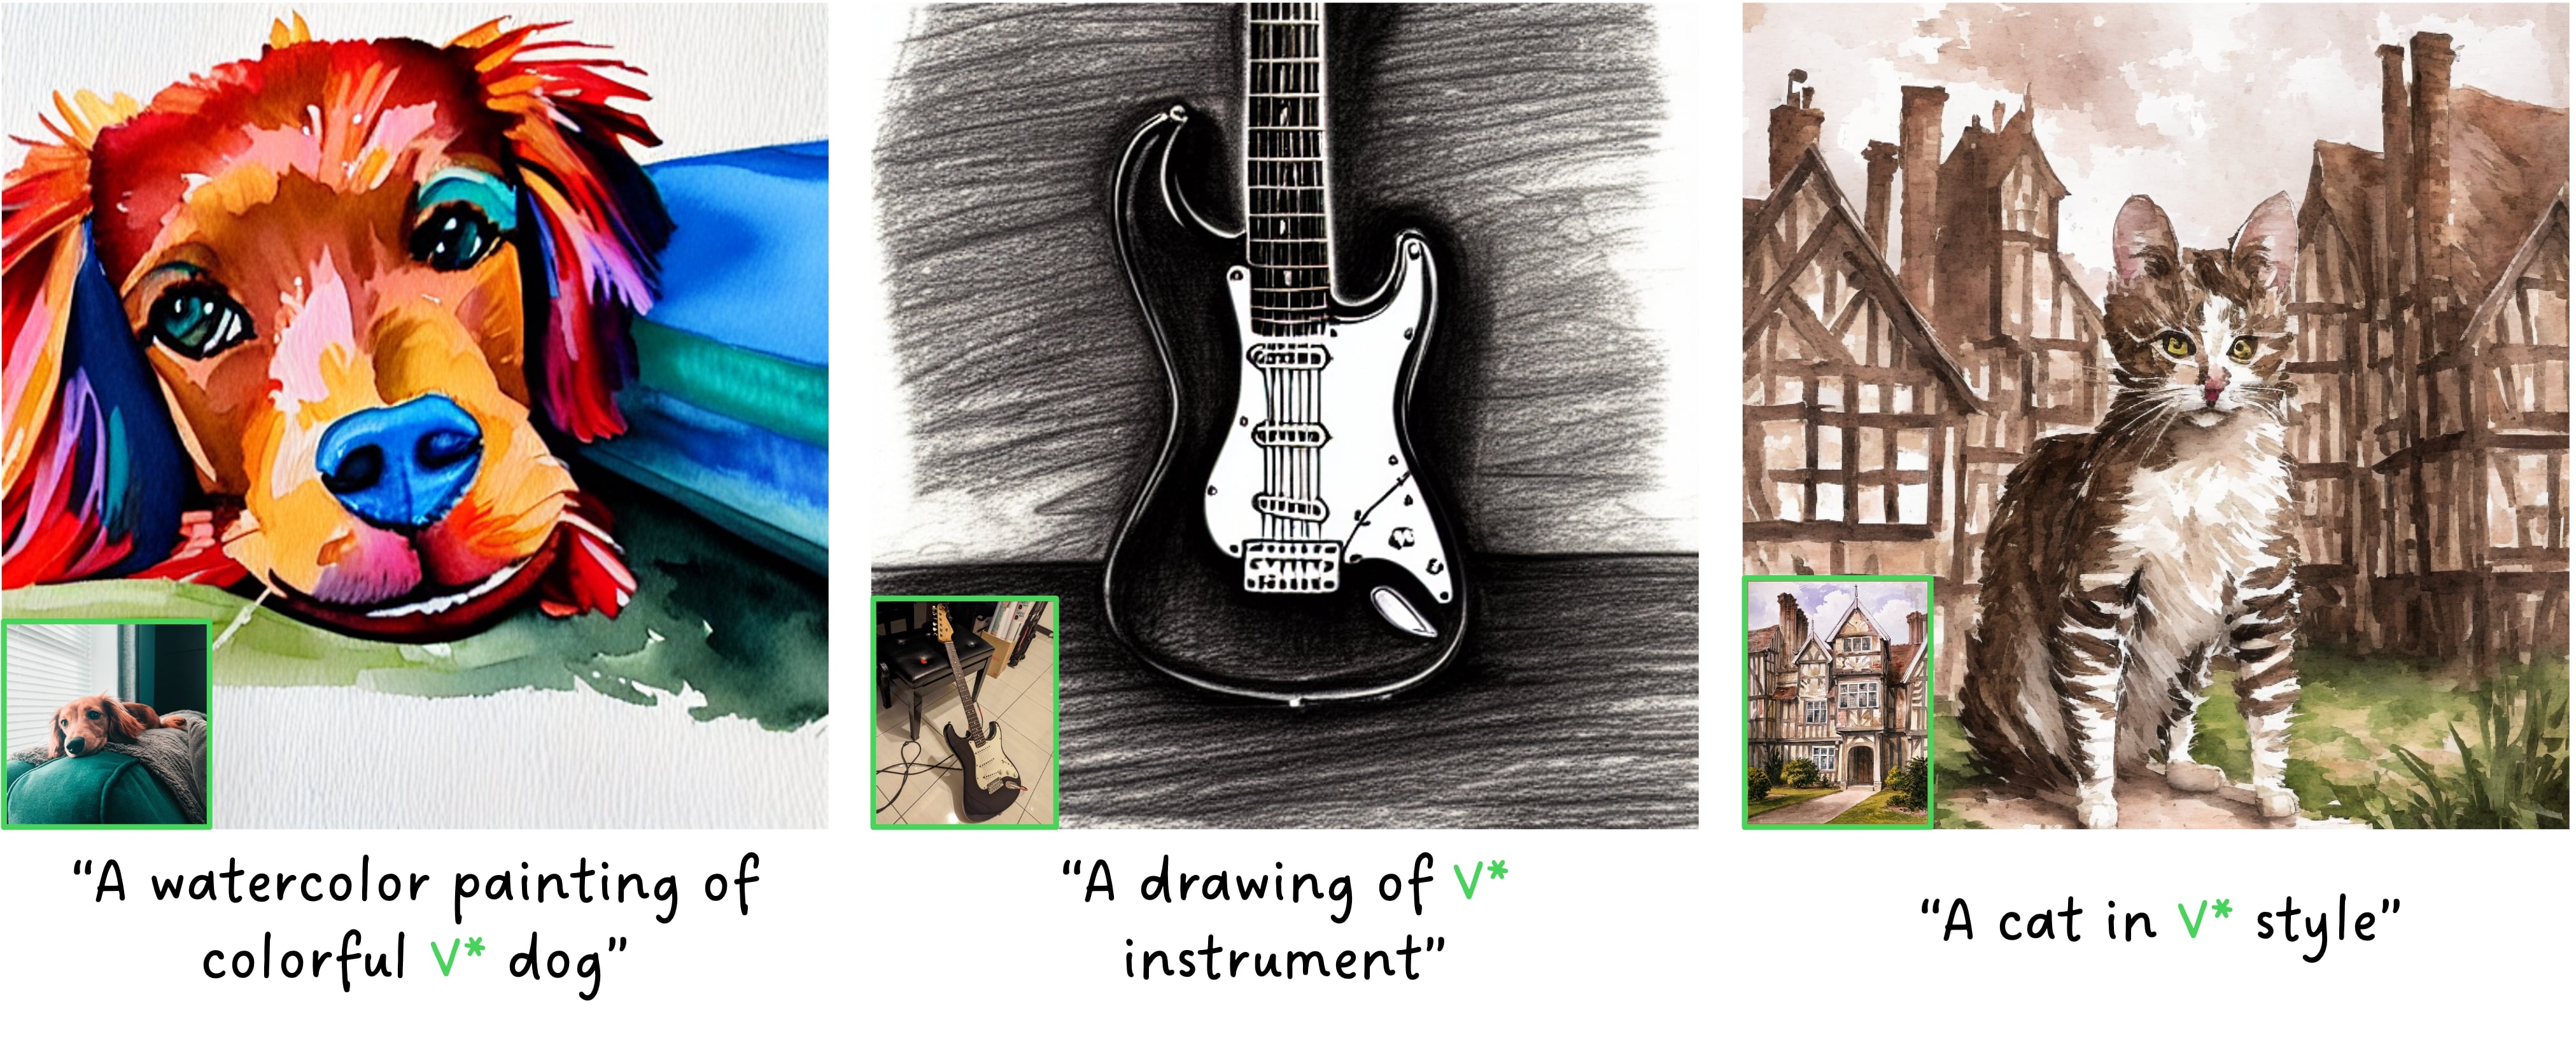 “A watercolor painting of
colorful V* dog”
“A drawing of V*
instrument”
“A cat in V* style”